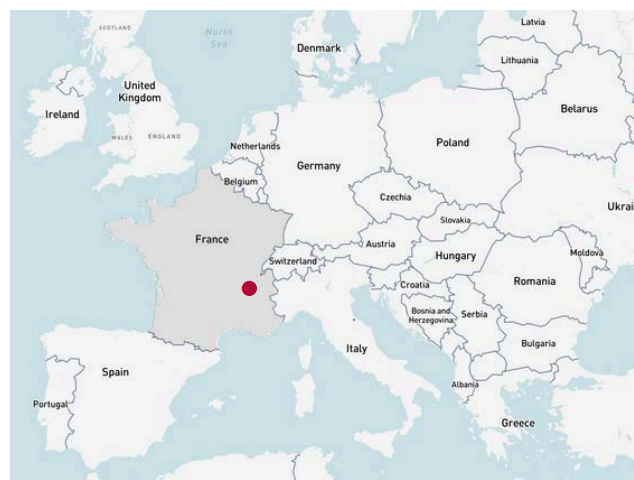 SCOTLAND
North
Sea
Latvia
Denmark
Lithuania
United
Kingdom
Ireland
Belarus
WALES
ENGLAND
Netherlands
Poland
Germany
Belgium
Czechia
Ukrai
Slovakia
France
Austria
Hungary
Moldova
Switzerland
Romania
Croatia
Bosnia and
Herzegovina
Serbia
Italy
Bulgaria
Spain
Albania
Portugal
Greece